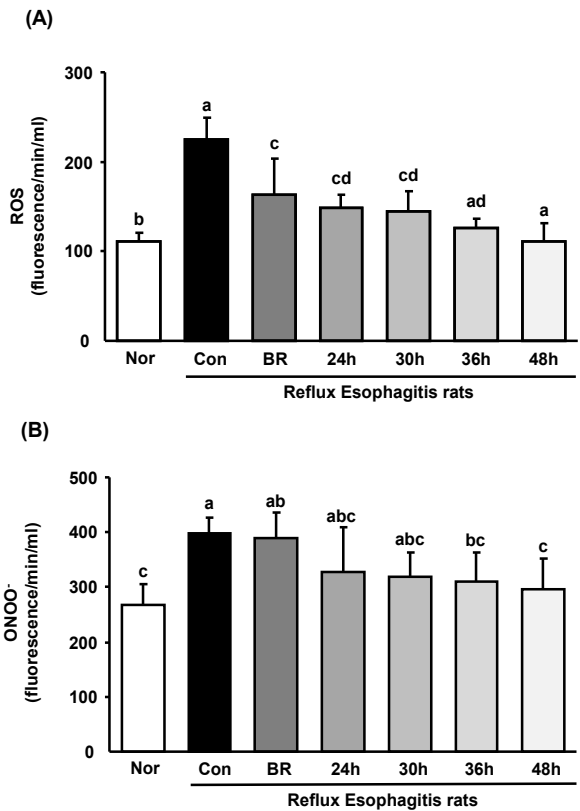 (A)
ROS
(fluorescence/min/ml)
300
200
100
0
b
a
c
cd
cd
ad
a
Nor Con BR 24h 30h 36h 48h
Reflux Esophagitis rats
(B)
ONOO⁻
(fluorescence/min/ml)
500
400
300
200
100
0
c
a
ab
abc
abc
bc
c
Nor Con BR 24h 30h 36h 48h
Reflux Esophagitis rats